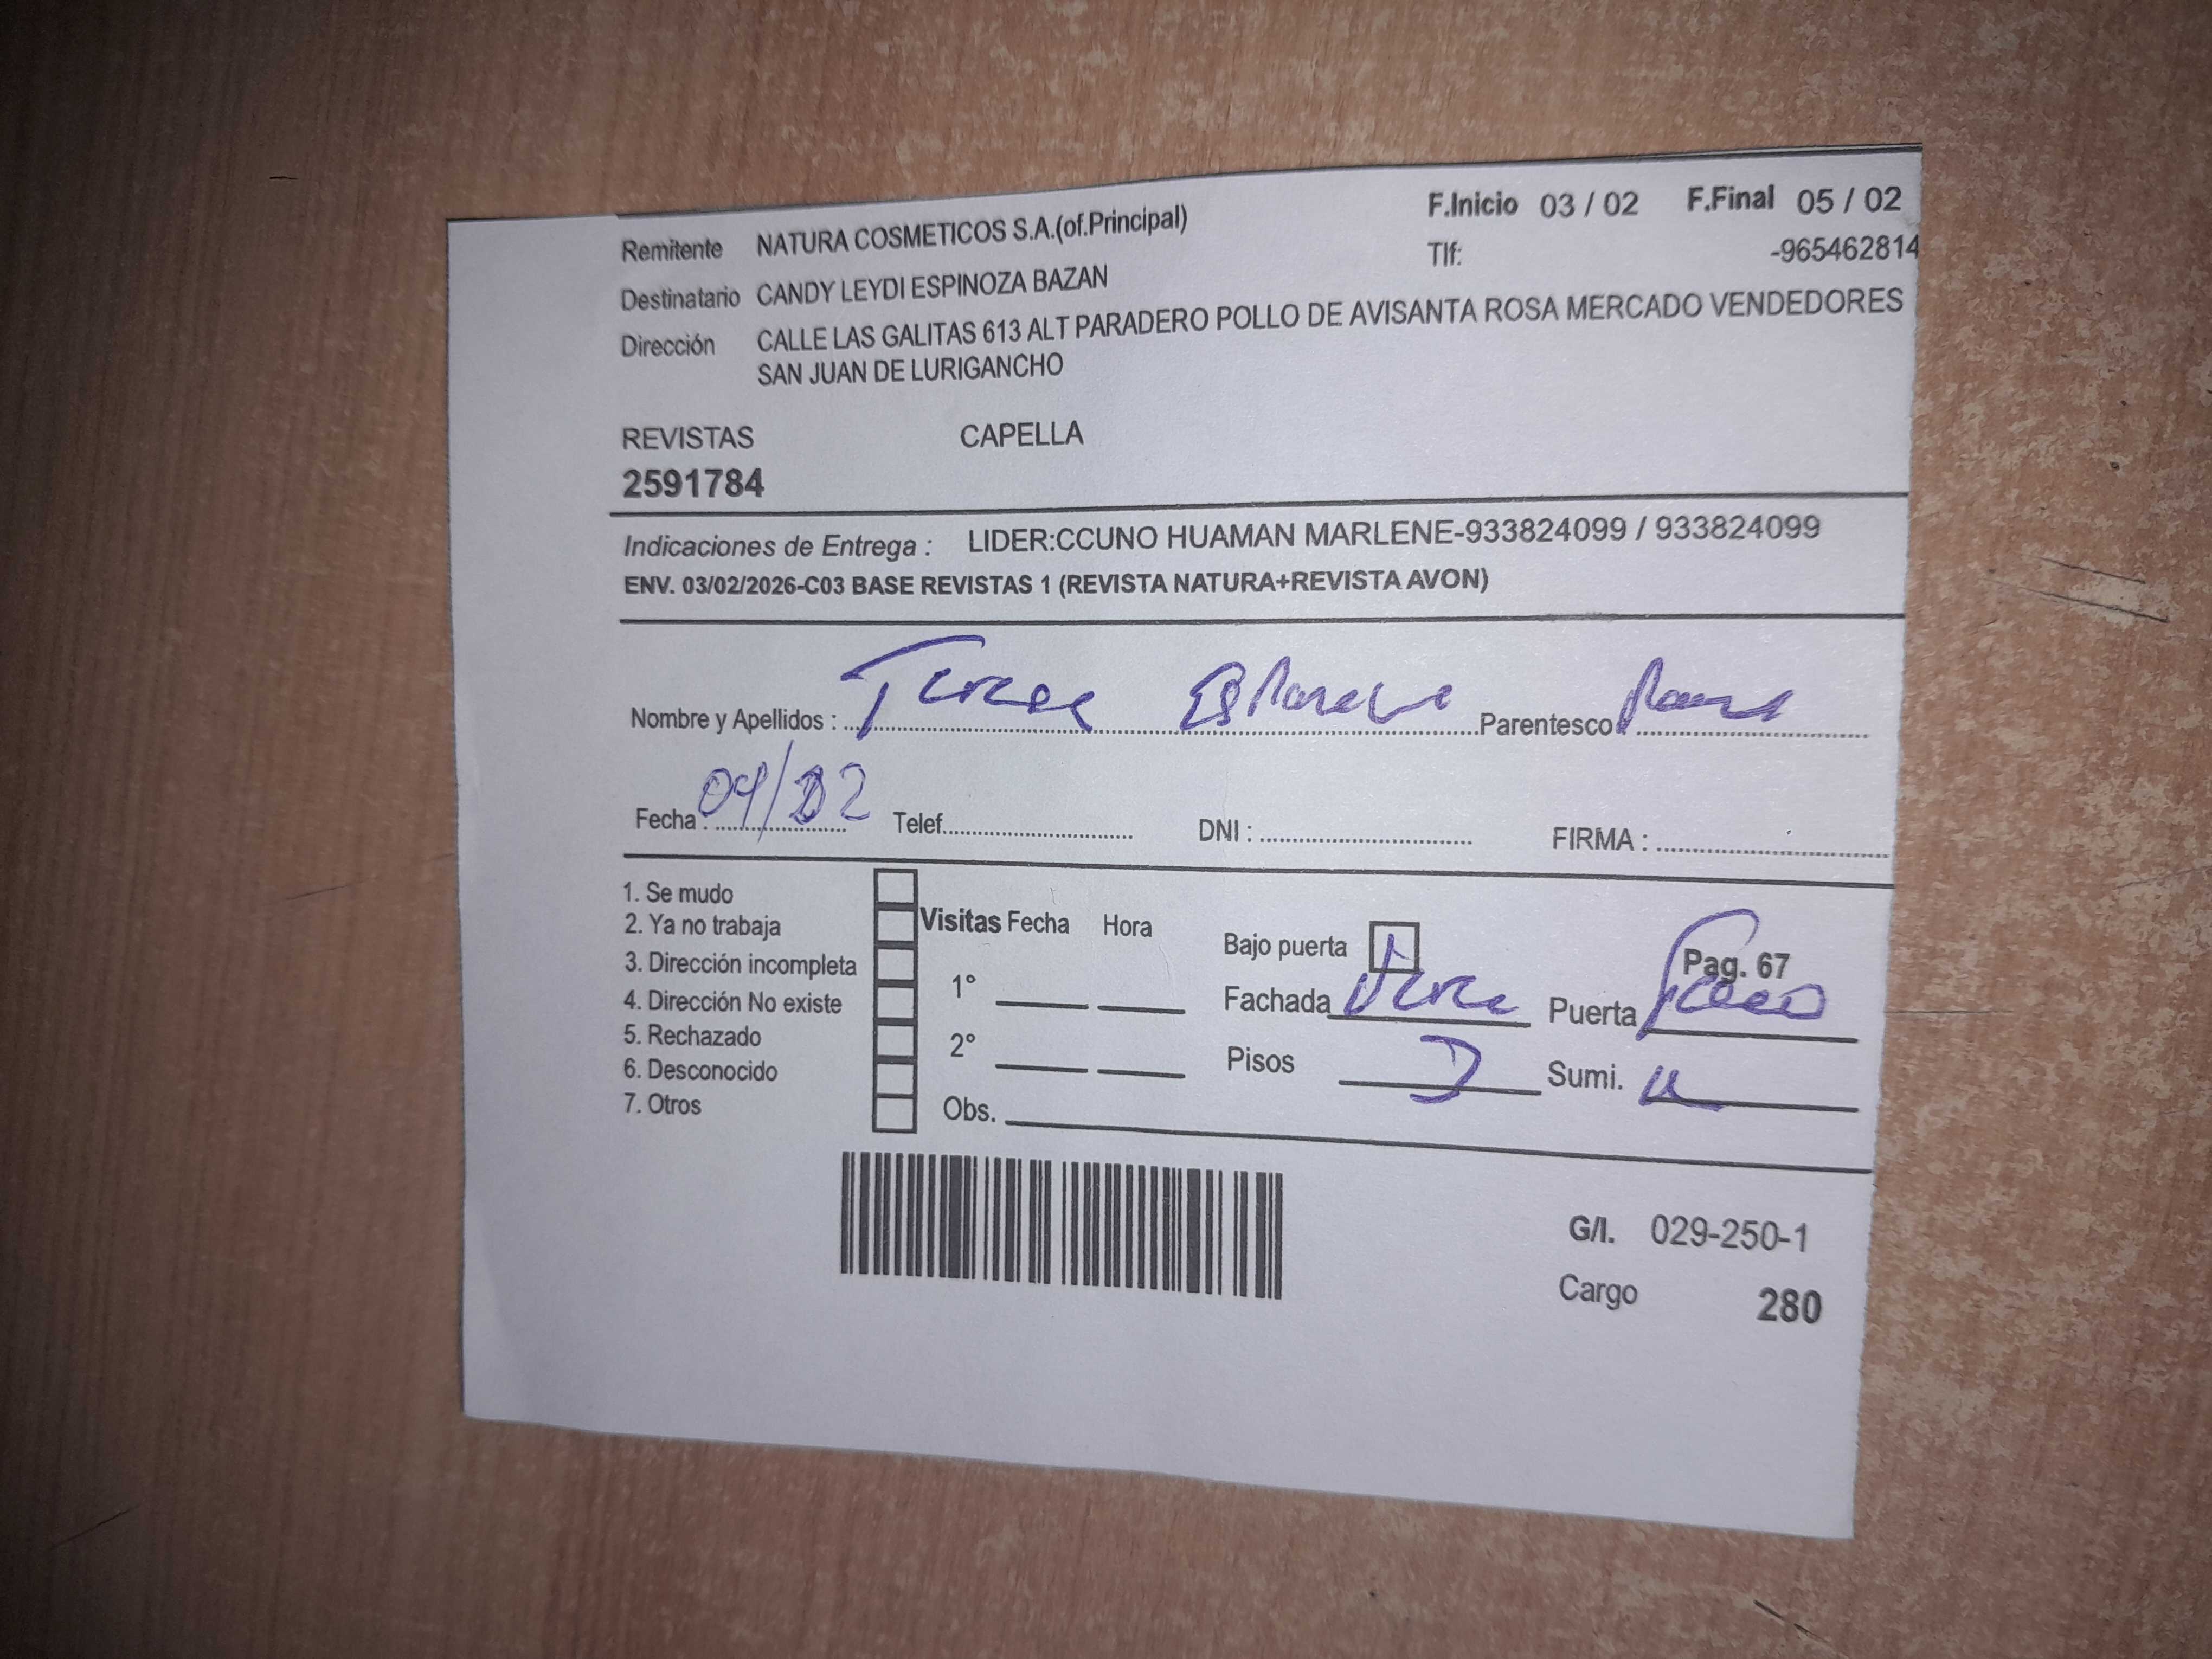 F.Inicio 03 / 02 F.Final 05 / 02
Remitente NATURA COSMETICOS S.A.(of.Principal)
Tlf: -965462814
Destinatario CANDY LEYDI ESPINOZA BAZAN
Dirección CALLE LAS GALITAS 613 ALT PARADERO POLLO DE AVISANTA ROSA MERCADO VENDEDORES
SAN JUAN DE LURIGANCHO
REVISTAS CAPELLA
2591784
Indicaciones de Entrega : LIDER:CCUNO HUAMAN MARLENE-933824099 / 933824099
ENV. 03/02/2026-C03 BASE REVISTAS 1 (REVISTA NATURA+REVISTA AVON)
Nombre y Apellidos : Parentesco
Fecha : 04/02 Telef. DNI : FIRMA :
1. Se mudo
2. Ya no trabaja
3. Dirección incompleta
4. Dirección No existe
5. Rechazado
6. Desconocido
7. Otros
Visitas Fecha Hora
1°
2°
Obs.
Bajo puerta
Pag. 67
Fachada Puerta
Pisos Sumi.
G/I. 029-250-1
Cargo 280